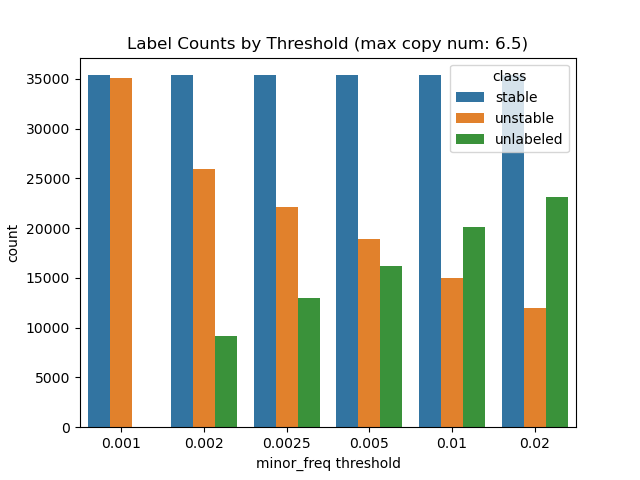 Label Counts by Threshold (max copy num: 6.5)
class
stable
unstable
unlabeled
count
35000
30000
25000
20000
15000
10000
5000
0
0.001 0.002 0.0025 0.005 0.01 0.02
minor_freq threshold